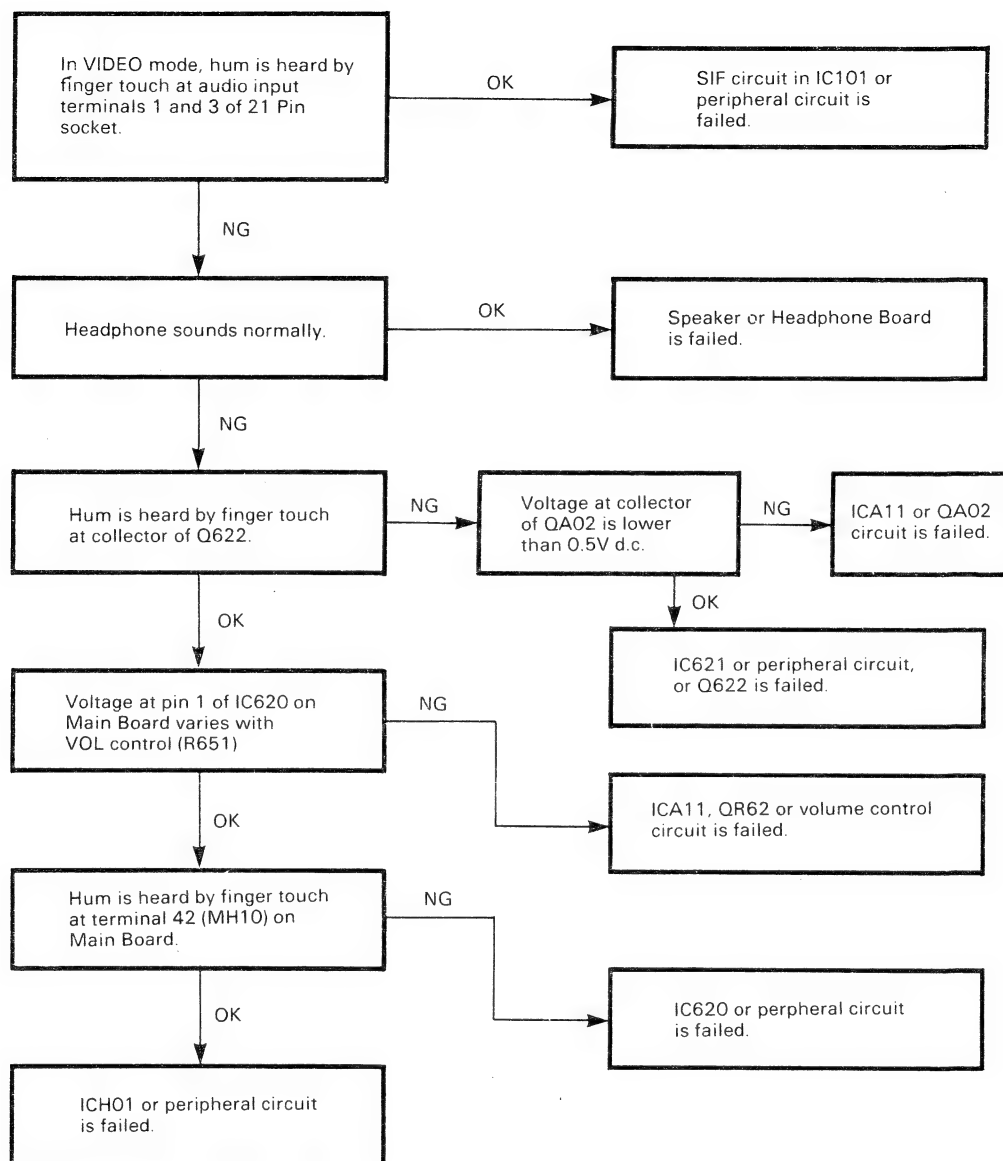 In VIDEO mode, hum is heard by
finger touch at audio input
terminals 1 and 3 of 21 Pin
socket.
OK
SIF circuit in IC101 or
peripheral circuit is
failed.
NG
Headphone sounds normally.
OK
Speaker or Headphone Board
is failed.
NG
Hum is heard by finger touch
at collector of Q622.
NG
Voltage at collector
of QA02 is lower
than 0.5V d.c.
NG
ICA11 or QA02
circuit is failed.
OK
OK
IC621 or peripheral circuit,
or Q622 is failed.
Voltage at pin 1 of IC620 on
Main Board varies with
VOL control (R651)
NG
ICA11, QR62 or volume control
circuit is failed.
OK
Hum is heard by finger touch
at terminal 42 (MH10) on
Main Board.
NG
IC620 or perpheral circuit
is failed.
OK
ICH01 or peripheral circuit
is failed.